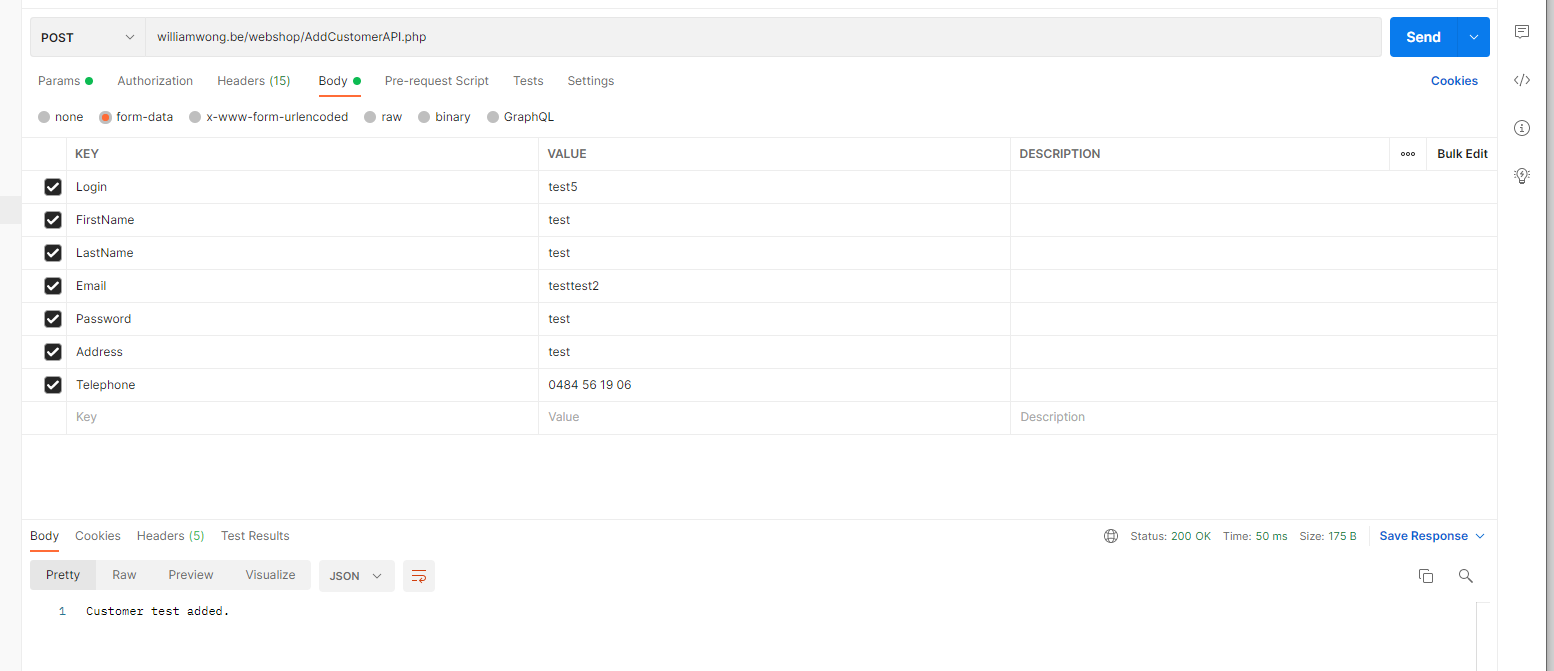 POST williamwong.be/webshop/AddCustomerAPI.php Send
Params Authorization Headers (15) Body Pre-request Script Tests Settings Cookies
none form-data x-www-form-urlencoded raw binary GraphQL
KEY VALUE DESCRIPTION Bulk Edit
Login test5
FirstName test
LastName test
Email testtest2
Password test
Address test
Telephone 0484 56 19 06
Key Value Description
Body Cookies Headers (5) Test Results Status: 200 OK Time: 50 ms Size: 175 B Save Response
Pretty Raw Preview Visualize JSON
1 Customer test added.